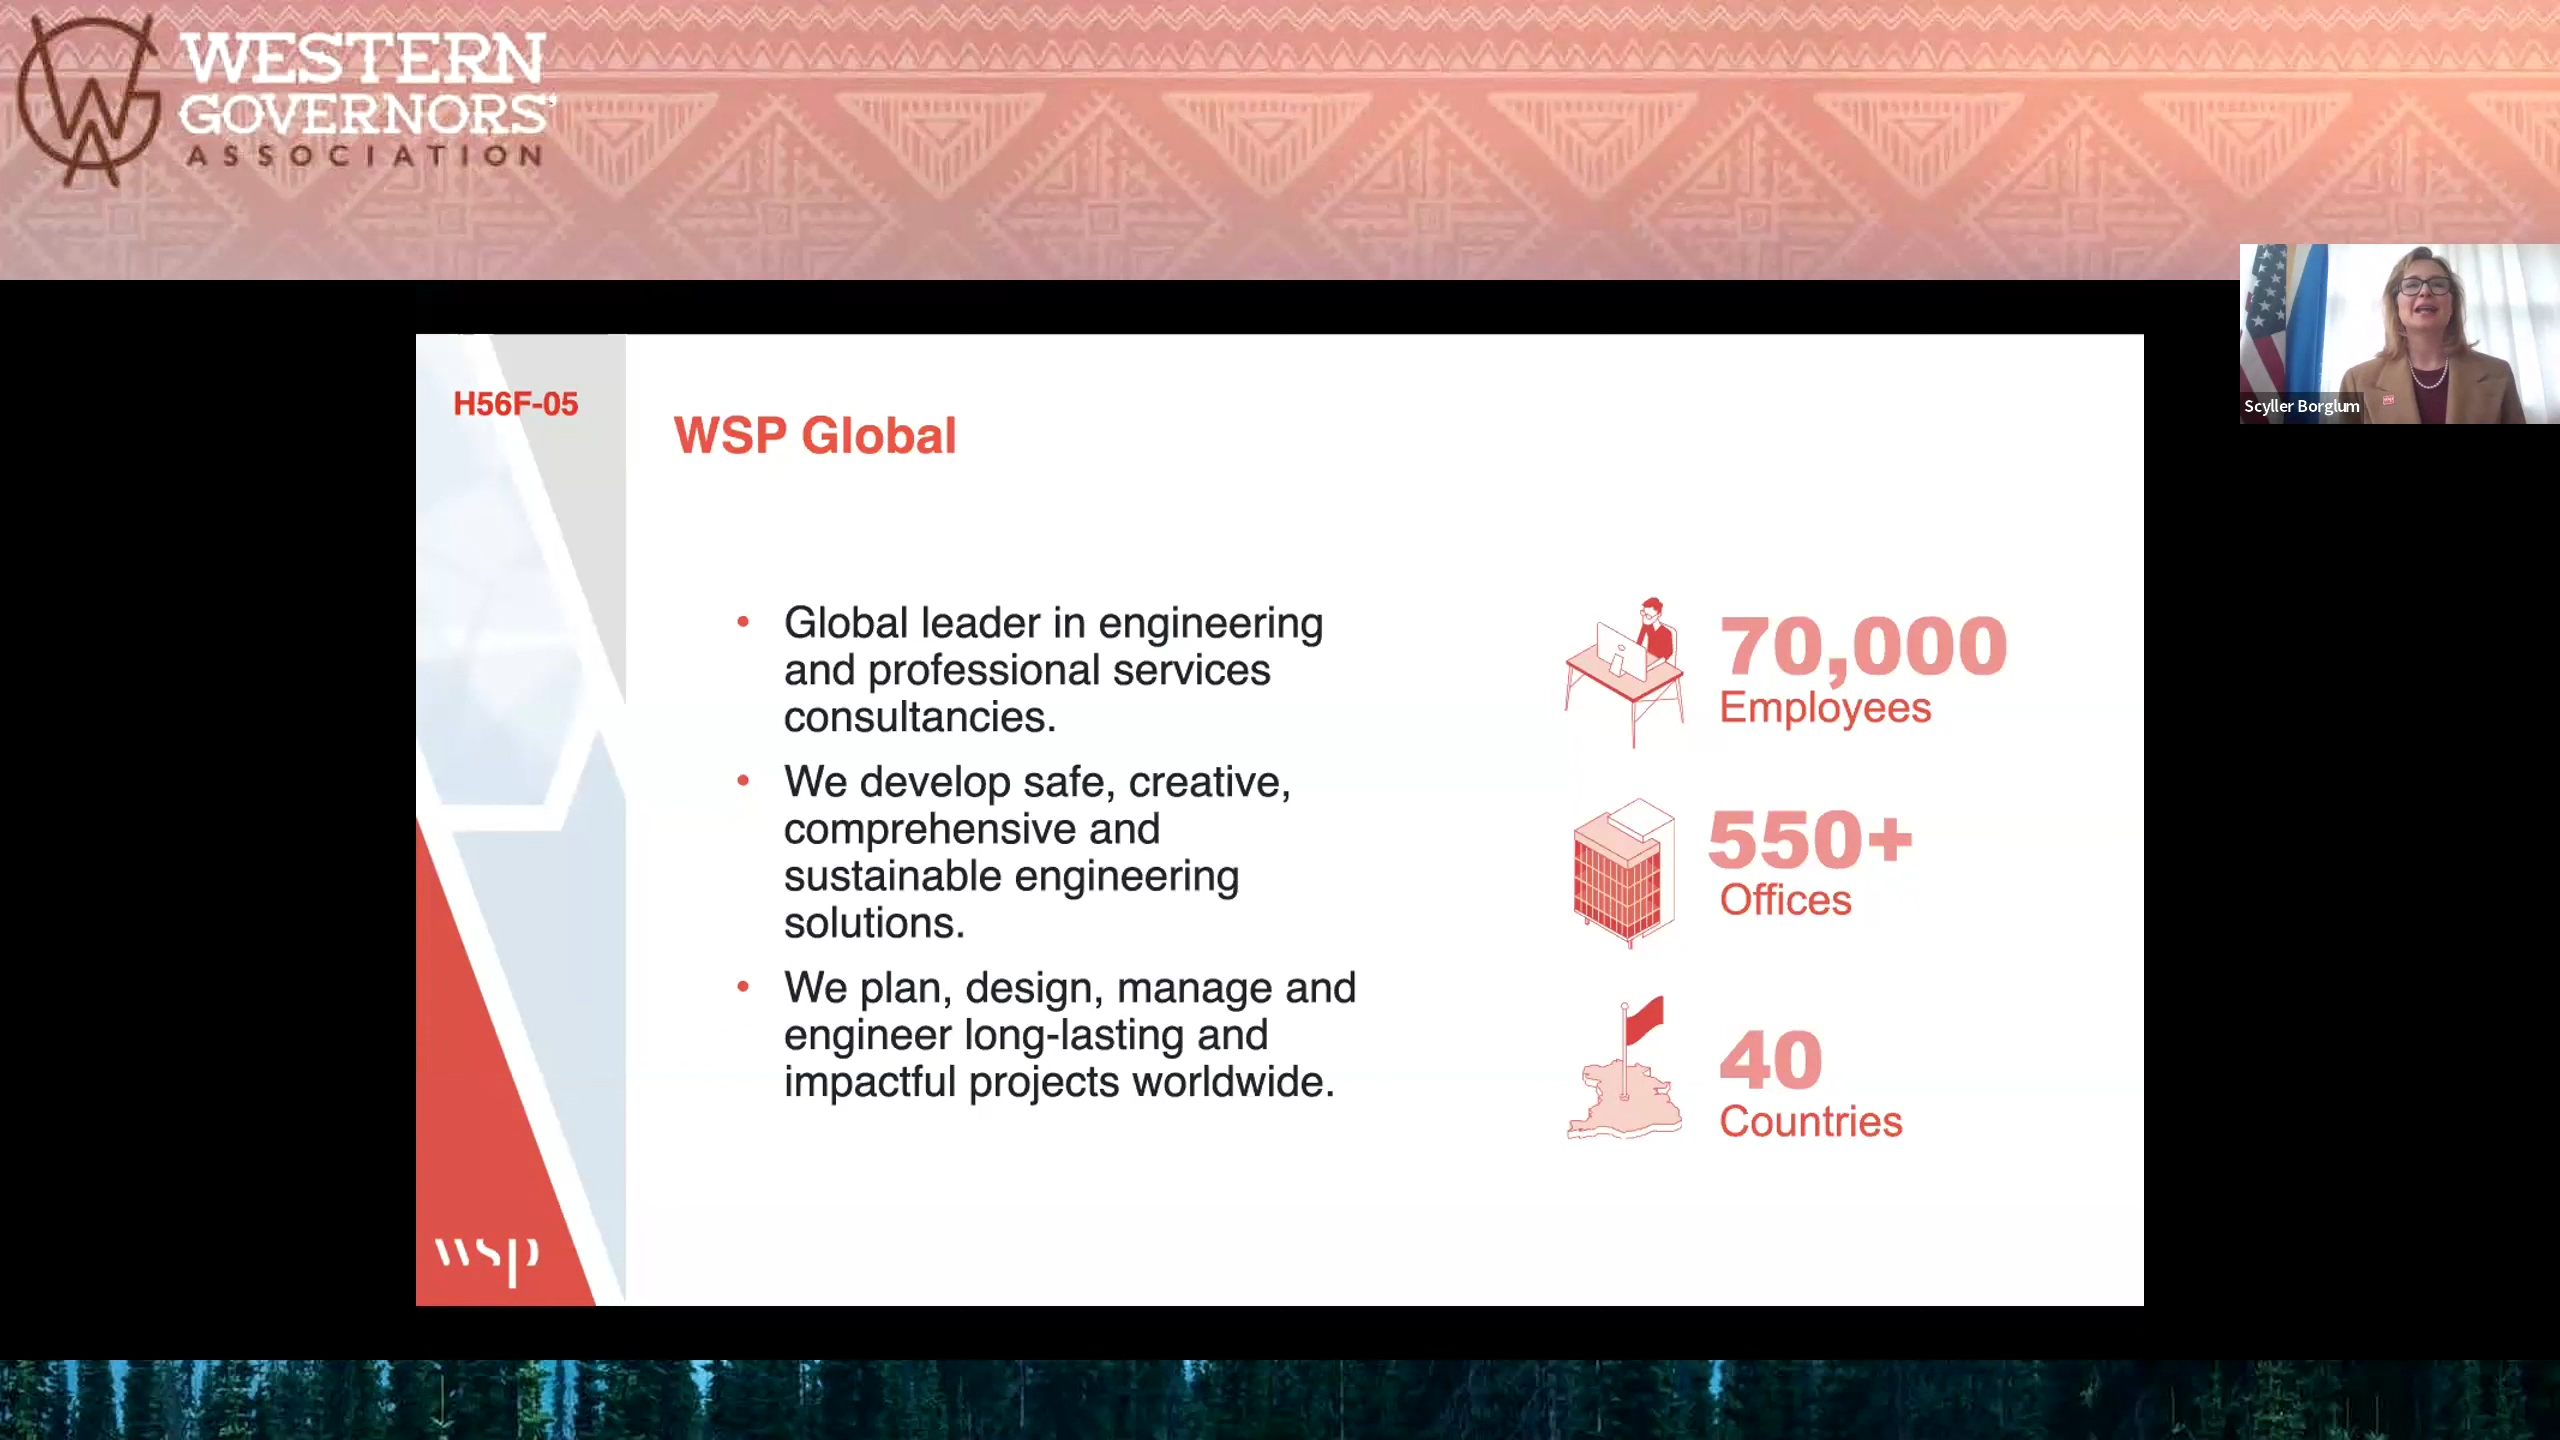 WESTERN
GOVERNORS'
ASSOCIATION
Scyller Borglum
H56F-05
WSP Global
• Global leader in engineering
and professional services
consultancies.
• We develop safe, creative,
comprehensive and
sustainable engineering
solutions.
• We plan, design, manage and
engineer long-lasting and
impactful projects worldwide.
70,000
Employees
550+
Offices
40
Countries
wsp